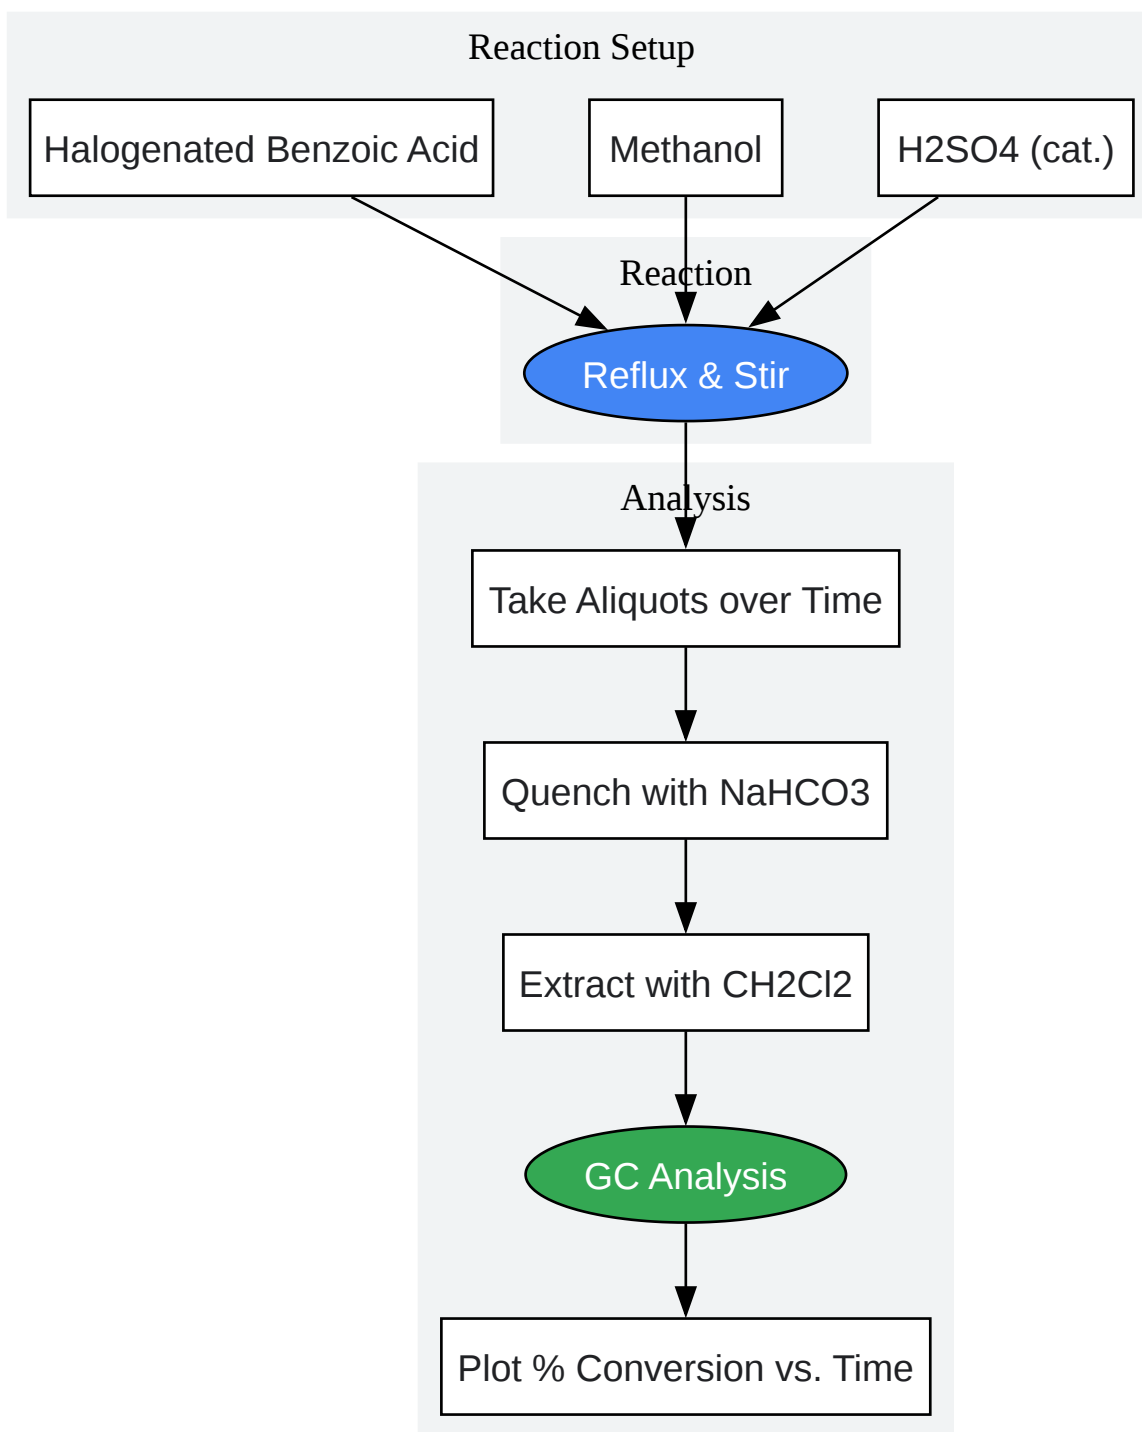 Reaction Setup
Halogenated Benzoic Acid
Methanol
H2SO4 (cat.)
Reaction
Reflux & Stir
Analysis
Take Aliquots over Time
Quench with NaHCO3
Extract with CH2Cl2
GC Analysis
Plot % Conversion vs. Time